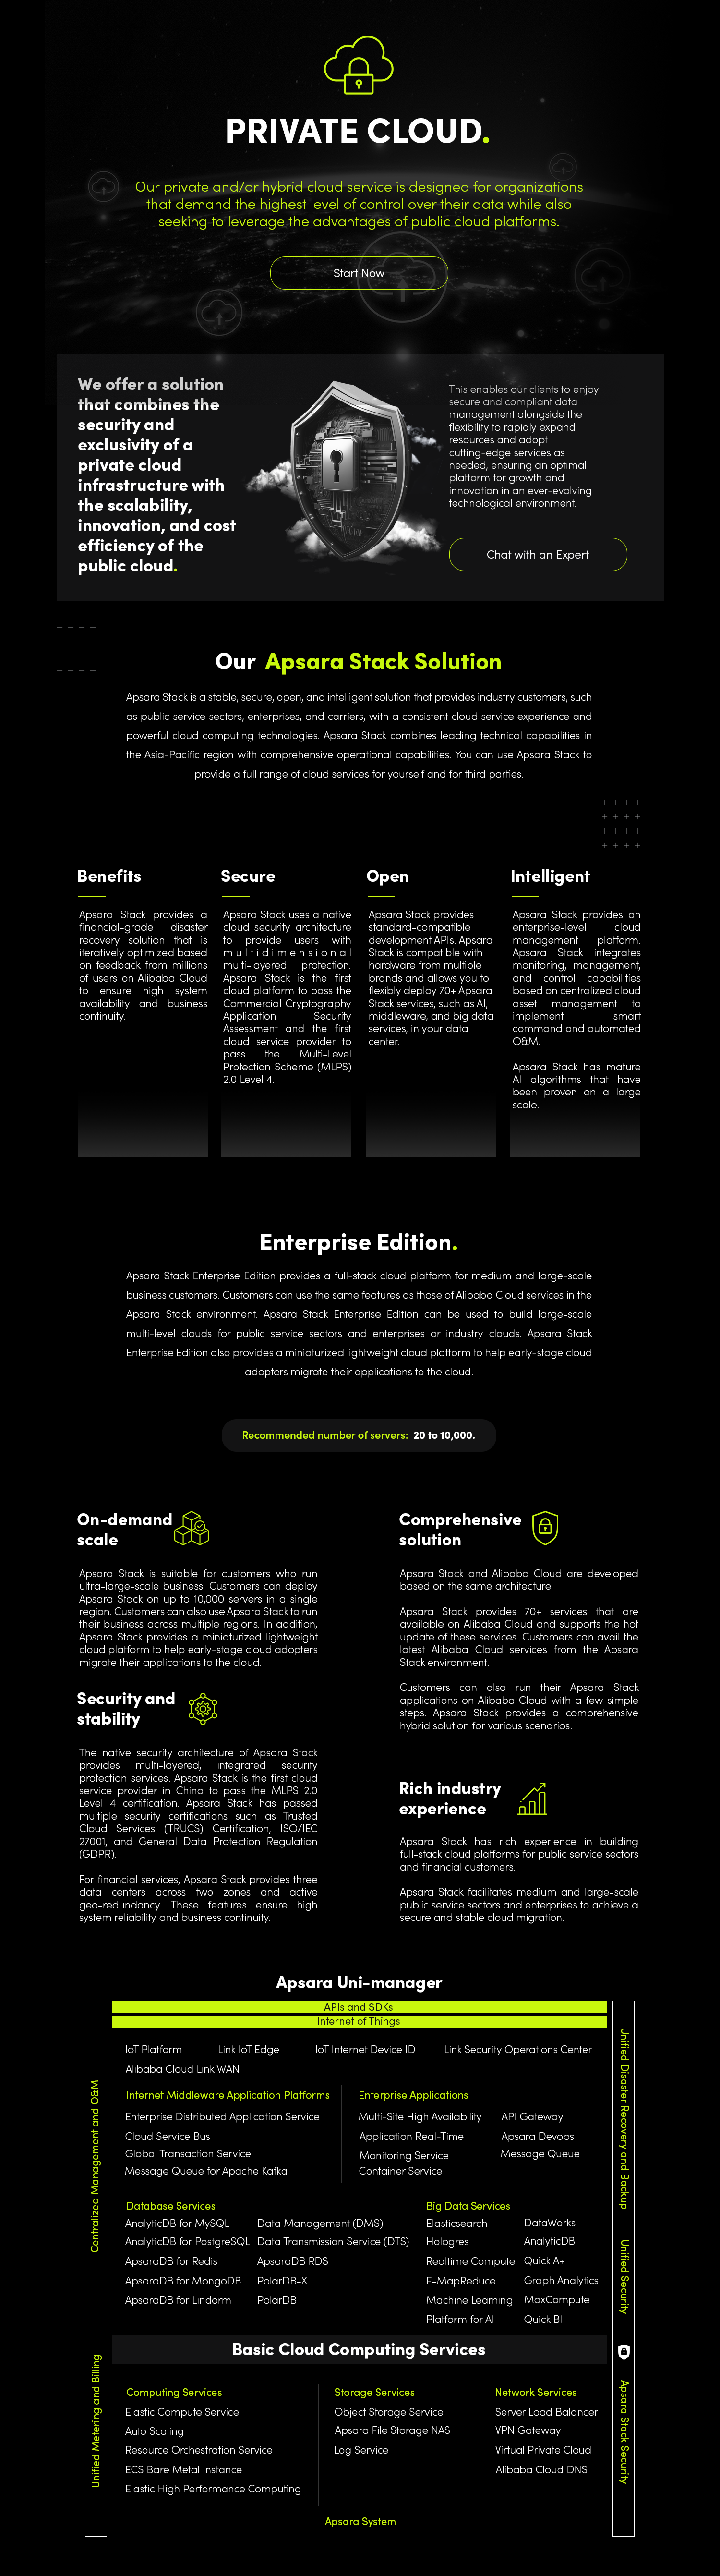 PRIVATE CLOUD.
Our private and/or hybrid cloud service is designed for organizations
that demand the highest level of control over their data while also
seeking to leverage the advantages of public cloud platforms.
Start Now
We offer a solution
that combines the
security and
exclusivity of a
private cloud
infrastructure with
the scalability,
innovation, and cost
efficiency of the
public cloud.
This enables our clients to enjoy
secure and compliant data
management alongside the
flexibility to rapidly expand
resources and adopt
cutting-edge services as
needed, ensuring an optimal
platform for growth and
innovation in an ever-evolving
technological environment.
Chat with an Expert
Our Apsara Stack Solution
Apsara Stack is a stable, secure, open, and intelligent solution that provides industry customers, such
as public service sectors, enterprises, and carriers, with a consistent cloud service experience and
powerful cloud computing technologies. Apsara Stack combines leading technical capabilities in
the Asia-Pacific region with comprehensive operational capabilities. You can use Apsara Stack to
provide a full range of cloud services for yourself and for third parties.
Benefits
Apsara Stack provides a
financial-grade disaster
recovery solution that is
iteratively optimized based
on feedback from millions
of users on Alibaba Cloud
to ensure high system
availability and business
continuity.
Secure
Apsara Stack uses a native
cloud security architecture
to provide users with
multidimensional
multi-layered protection.
Apsara Stack is the first
cloud platform to pass the
Commercial Cryptography
Application Security
Assessment and the first
cloud service provider to
pass the Multi-Level
Protection Scheme (MLPS)
2.0 Level 4.
Open
Apsara Stack provides
standard-compatible
development APIs. Apsara
Stack is compatible with
hardware from multiple
brands and allows you to
flexibly deploy 70+ Apsara
Stack services, such as AI,
middleware, and big data
services, in your data
center.
Intelligent
Apsara Stack provides an
enterprise-level cloud
management platform.
Apsara Stack integrates
monitoring, management,
and control capabilities
based on centralized cloud
asset management to
implement smart
command and automated
O&M.
Apsara Stack has mature
AI algorithms that have
been proven on a large
scale.
Enterprise Edition.
Apsara Stack Enterprise Edition provides a full-stack cloud platform for medium and large-scale
business customers. Customers can use the same features as those of Alibaba Cloud services in the
Apsara Stack environment. Apsara Stack Enterprise Edition can be used to build large-scale
multi-level clouds for public service sectors and enterprises or industry clouds. Apsara Stack
Enterprise Edition also provides a miniaturized lightweight cloud platform to help early-stage cloud
adopters migrate their applications to the cloud.
Recommended number of servers: 20 to 10,000.
On-demand
scale
Apsara Stack is suitable for customers who run
ultra-large-scale business. Customers can deploy
Apsara Stack on up to 10,000 servers in a single
region. Customers can also use Apsara Stack to run
their business across multiple regions. In addition,
Apsara Stack provides a miniaturized lightweight
cloud platform to help early-stage cloud adopters
migrate their applications to the cloud.
Security and
stability
The native security architecture of Apsara Stack
provides multi-layered, integrated security
protection services. Apsara Stack is the first cloud
service provider in China to pass the MLPS 2.0
Level 4 certification. Apsara Stack has passed
multiple security certifications such as Trusted
Cloud Services (TRUCS) Certification, ISO/IEC
27001, and General Data Protection Regulation
(GDPR).
For financial services, Apsara Stack provides three
data centers across two zones and active
geo-redundancy. These features ensure high
system reliability and business continuity.
Comprehensive
solution
Apsara Stack and Alibaba Cloud are developed
based on the same architecture.
Apsara Stack provides 70+ services that are
available on Alibaba Cloud and supports the hot
update of these services. Customers can avail the
latest Alibaba Cloud services from the Apsara
Stack environment.
Customers can also run their Apsara Stack
applications on Alibaba Cloud with a few simple
steps. Apsara Stack provides a comprehensive
hybrid solution for various scenarios.
Rich industry
experience
Apsara Stack has rich experience in building
full-stack cloud platforms for public service sectors
and financial customers.
Apsara Stack facilitates medium and large-scale
public service sectors and enterprises to achieve a
secure and stable cloud migration.
Apsara Uni-manager
Centralized Management and O&M
Unified Metering and Billing
APIs and SDKs
Internet of Things
IoT Platform
Link IoT Edge
IoT Internet Device ID
Link Security Operations Center
Alibaba Cloud Link WAN
Internet Middleware Application Platforms
Enterprise Distributed Application Service
Cloud Service Bus
Global Transaction Service
Message Queue for Apache Kafka
Enterprise Applications
Multi-Site High Availability
Application Real-Time
Monitoring Service
Container Service
API Gateway
Apsara Devops
Message Queue
Database Services
AnalyticDB for MySQL
AnalyticDB for PostgreSQL
ApsaraDB for Redis
ApsaraDB for MongoDB
ApsaraDB for Lindorm
Data Management (DMS)
Data Transmission Service (DTS)
ApsaraDB RDS
PolarDB-X
PolarDB
Big Data Services
Elasticsearch
Hologres
Realtime Compute
E-MapReduce
Machine Learning
Platform for AI
DataWorks
AnalyticDB
Quick A+
Graph Analytics
MaxCompute
Quick BI
Basic Cloud Computing Services
Computing Services
Elastic Compute Service
Auto Scaling
Resource Orchestration Service
ECS Bare Metal Instance
Elastic High Performance Computing
Storage Services
Object Storage Service
Apsara File Storage NAS
Log Service
Network Services
Server Load Balancer
VPN Gateway
Virtual Private Cloud
Alibaba Cloud DNS
Apsara System
Unified Disaster Recovery and Backup
Unified Security
Apsara Stack Security